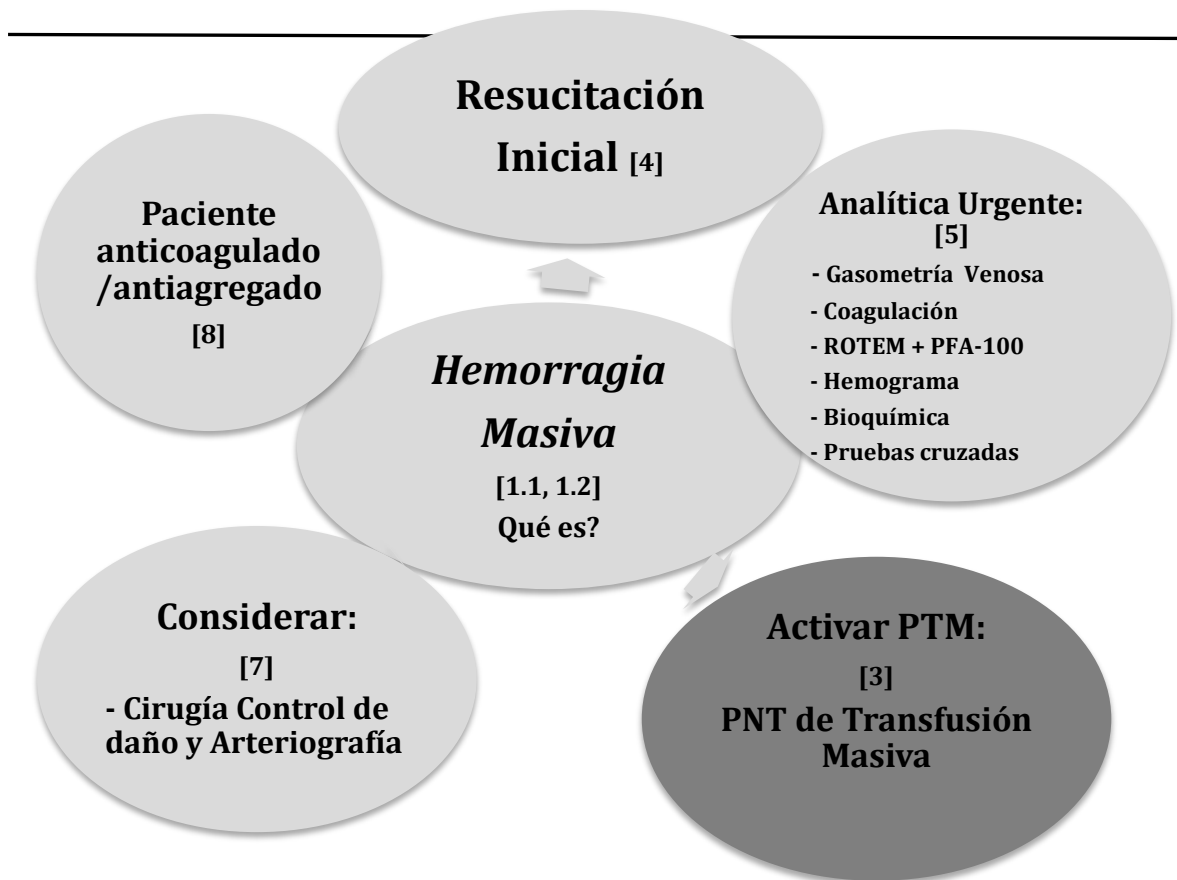 Resucitación
Inicial [4]
Paciente
anticoagulado
/antiagregado
[8]
Analítica Urgente:
[5]
- Gasometría Venosa
- Coagulación
- ROTEM + PFA-100
- Hemograma
- Bioquímica
- Pruebas cruzadas
Hemorragia
Masiva
[1.1, 1.2]
Qué es?
Considerar:
[7]
- Cirugía Control de
daño y Arteriografía
Activar PTM:
[3]
PNT de Transfusión
Masiva